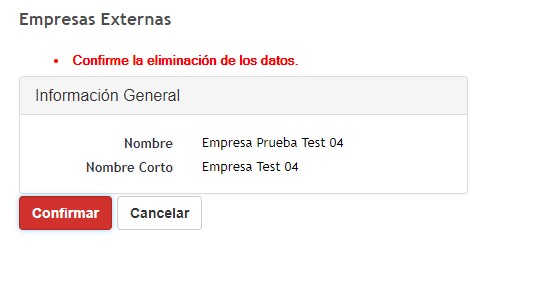 Empresas Externas
• Confirme la eliminación de los datos.
Información General
Nombre Empresa Prueba Test 04
Nombre Corto Empresa Test 04
Confirmar Cancelar